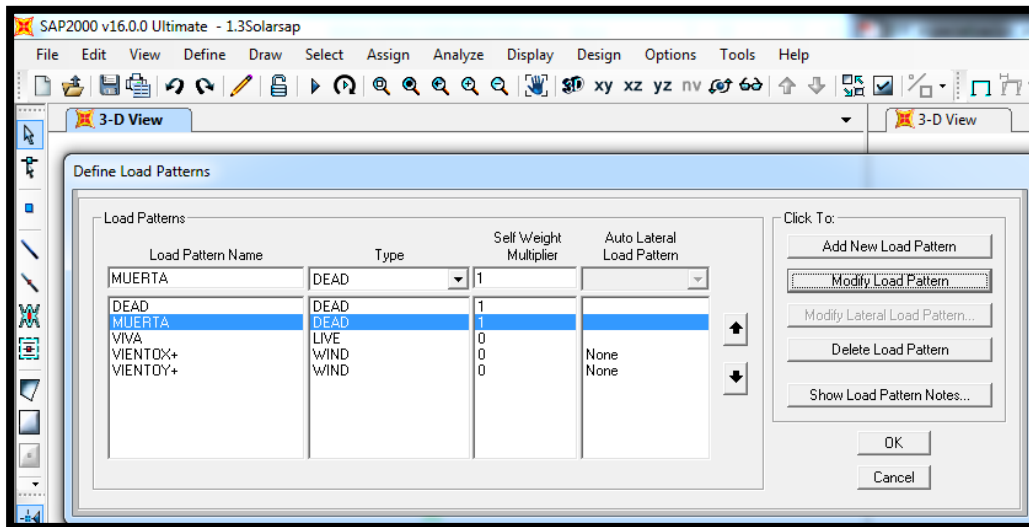 SAP2000 v16.0.0 Ultimate - 1.3Solarsap
File Edit View Define Draw Select Assign Analyze Display Design Options Tools Help
3D xy xz yz nv
3-D View 3-D View
Define Load Patterns
Load Patterns
Click To:
Load Pattern Name Type Self Weight Multiplier Auto Lateral Load Pattern
MUERTA DEAD 1
DEAD DEAD 1
MUERTA DEAD 1
VIVA LIVE 0
VIENTOX+ WIND 0 None
VIENTOY+ WIND 0 None
Add New Load Pattern
Modify Load Pattern
Modify Lateral Load Pattern...
Delete Load Pattern
Show Load Pattern Notes...
OK
Cancel